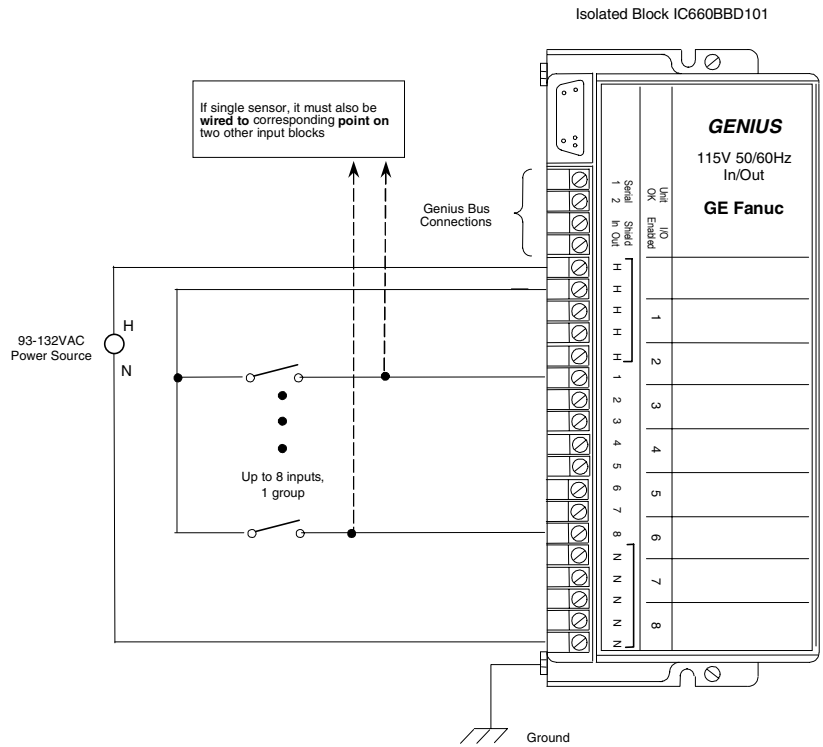 Isolated Block IC660BBD101
If single sensor, it must also be
wired to corresponding point on
two other input blocks
GENIUS
115V 50/60Hz
In/Out
GE Fanuc
Genius Bus
Connections
Unit I/O
OK Enabled
Serial Shield
1 2 In Out
93-132VAC
Power Source
H
N
Up to 8 inputs,
1 group
H
H
H
H
H
1
2
3
4
5
6
7
8
N
N
N
N
N
1
2
3
4
5
6
7
8
Ground